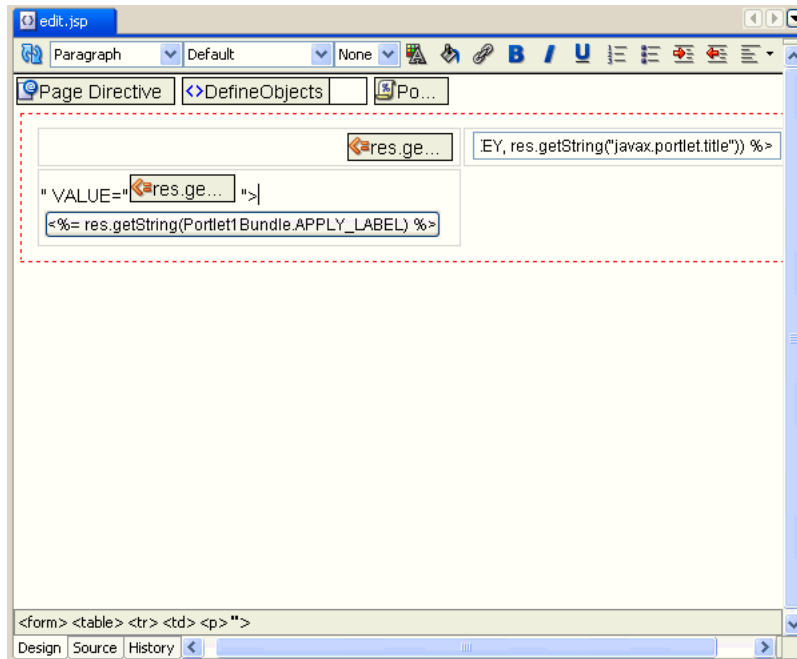 edit.jsp
Paragraph Default None B I U
Page Directive <>DefineObjects Po...
res.ge... :EY, res.getString("javax.portlet.title")) %>
" VALUE=" res.ge... ">
<%= res.getString(Portlet1Bundle.APPLY_LABEL) %>
<form> <table> <tr> <td> <p> ">
Design Source History